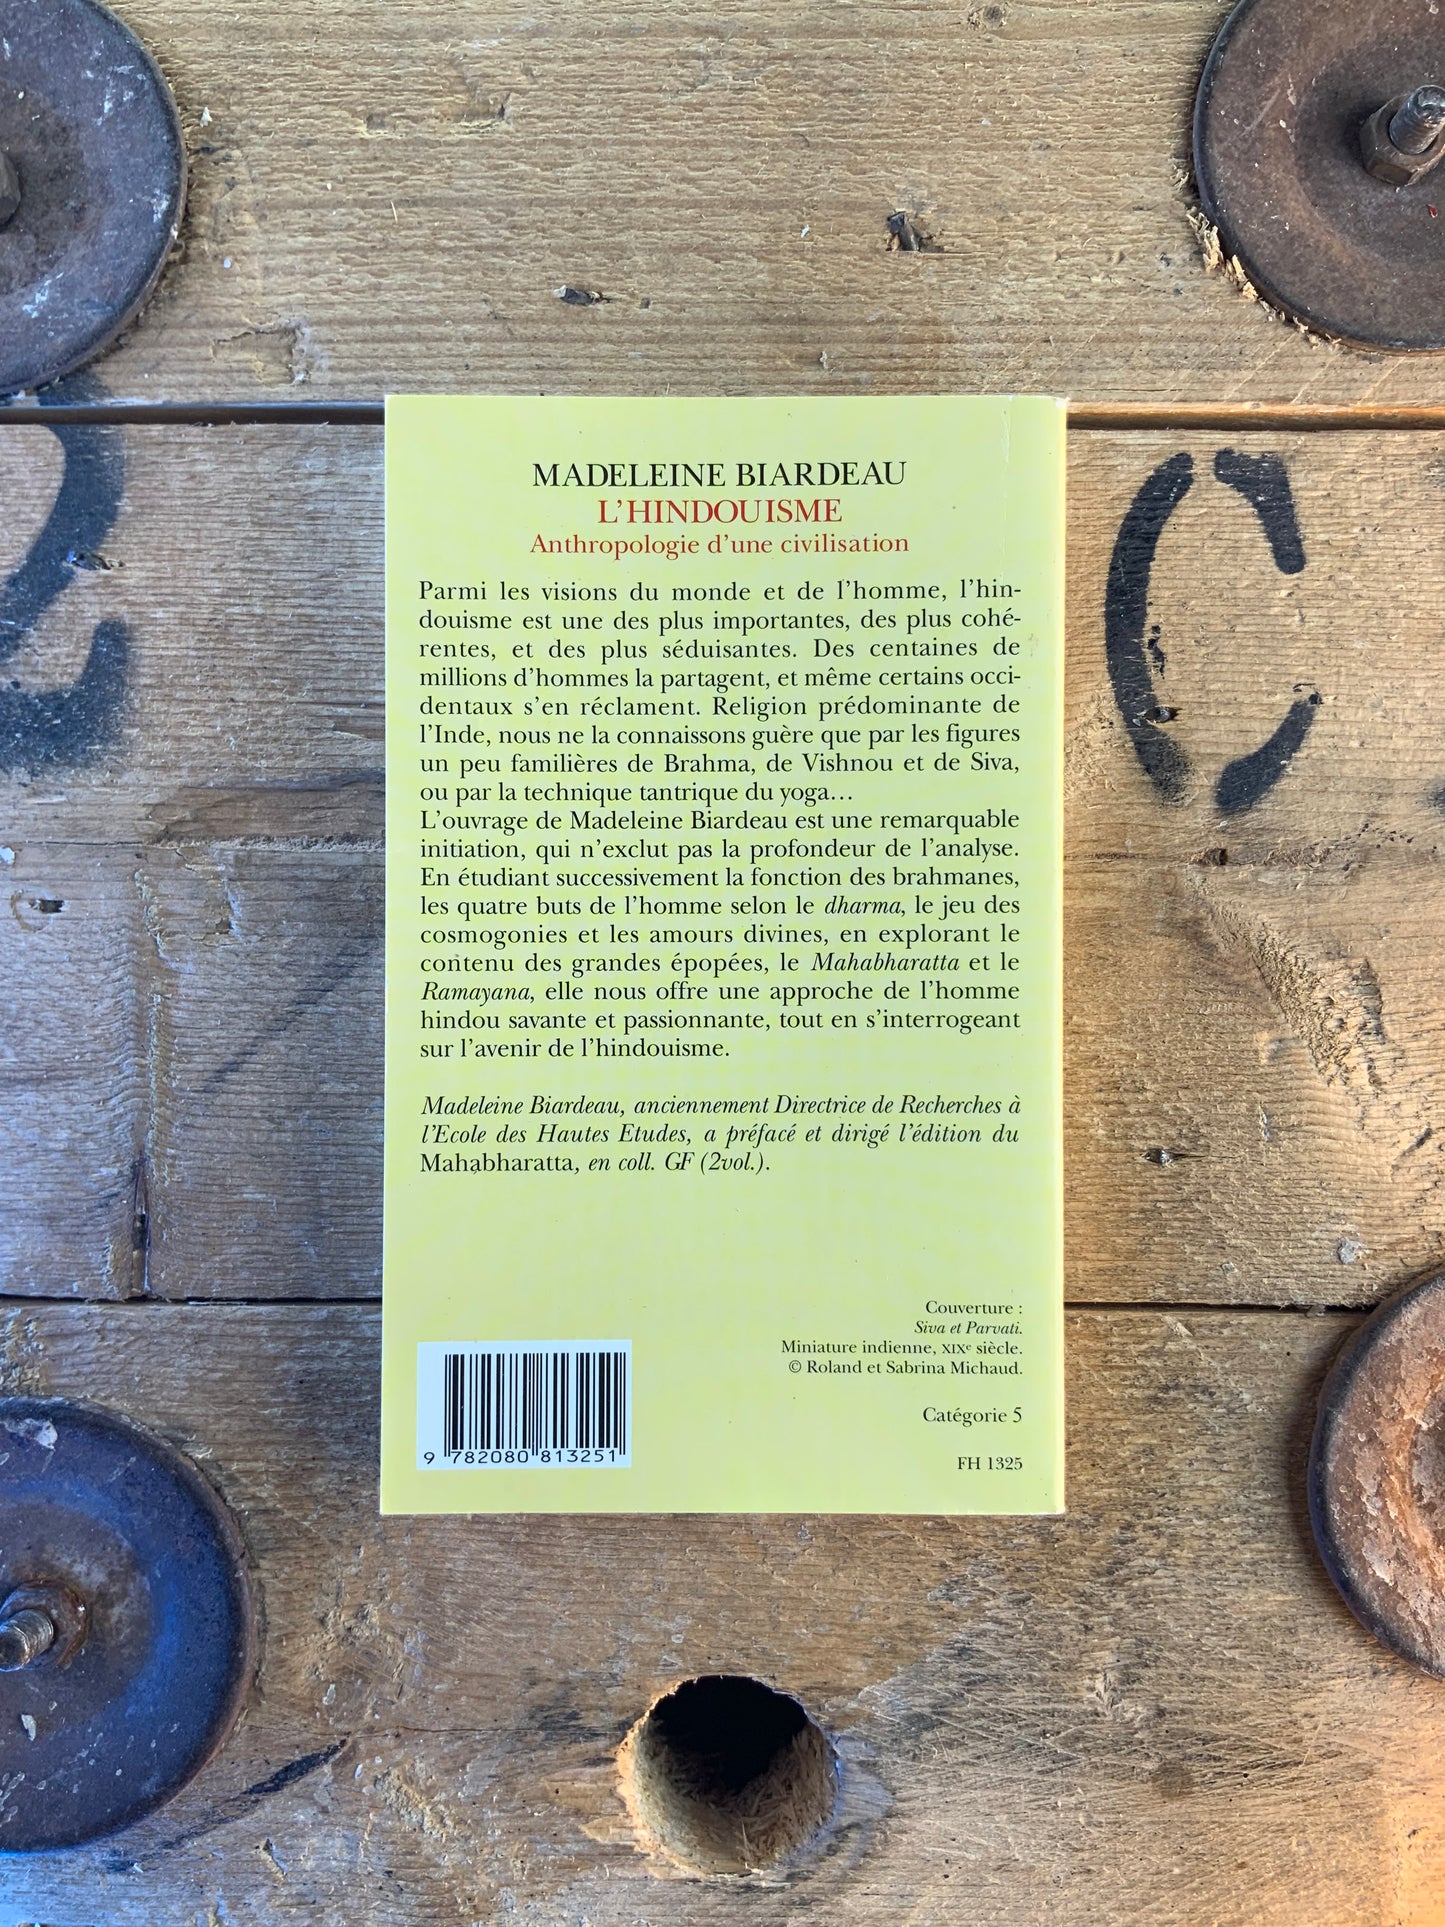 MADELEINE BIARDEAU
L'HINDOUISME
Anthropologie d'une civilisation
Parmi les visions du monde et de l'homme, l'hin-
douisme est une des plus importantes, des plus cohé-
rentes, et des plus séduisantes. Des centaines de
millions d'hommes la partagent, et même certains occi-
dentaux s'en réclament. Religion prédominante de
l'Inde, nous ne la connaissons guère que par les figures
un peu familières de Brahma, de Vishnou et de Siva,
ou par la technique tantrique du yoga…
L'ouvrage de Madeleine Biardeau est une remarquable
initiation, qui n'exclut pas la profondeur de l'analyse.
En étudiant successivement la fonction des brahmanes,
les quatre buts de l'homme selon le dharma, le jeu des
cosmogonies et les amours divines, en explorant le
contenu des grandes épopées, le Mahabharatta et le
Ramayana, elle nous offre une approche de l'homme
hindou savante et passionnante, tout en s'interrogeant
sur l'avenir de l'hindouisme.
Madeleine Biardeau, anciennement Directrice de Recherches à
l'Ecole des Hautes Etudes, a préfacé et dirigé l'édition du
Mahabharatta, en coll. GF (2vol.).
Couverture :
Siva et Parvati.
Miniature indienne, XIXe siècle.
© Roland et Sabrina Michaud.
Catégorie 5
FH 1325
9 782080 813251